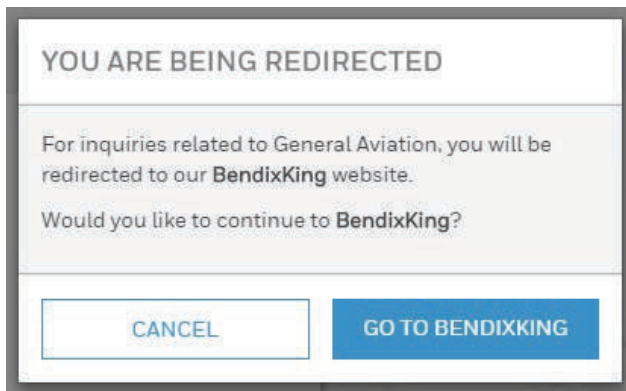 YOU ARE BEING REDIRECTED
For inquiries related to General Aviation, you will be
redirected to our BendixKing website.
Would you like to continue to BendixKing?
CANCEL
GO TO BENDIXKING